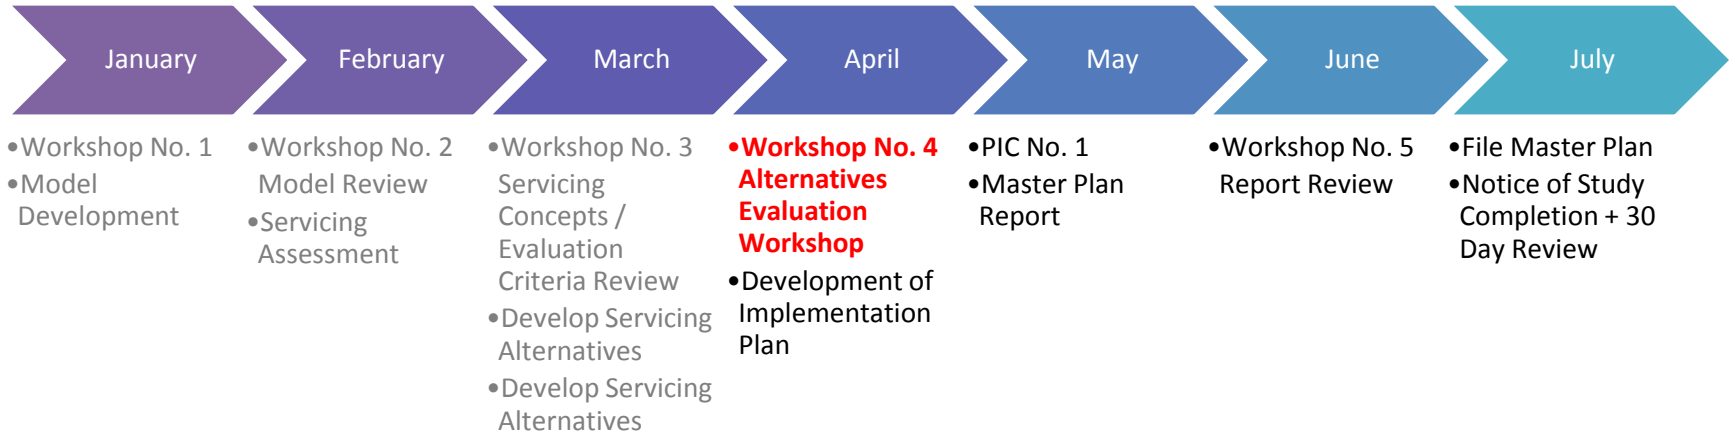 January
February
March
April
May
June
July
•Workshop No. 1
•Model
Development
•Workshop No. 2
Model Review
•Servicing
Assessment
•Workshop No. 3
Servicing
Concepts /
Evaluation
Criteria Review
•Develop Servicing
Alternatives
•Develop Servicing
Alternatives
•Workshop No. 4
Alternatives
Evaluation
Workshop
•Development of
Implementation
Plan
•PIC No. 1
•Master Plan
Report
•Workshop No. 5
Report Review
•File Master Plan
•Notice of Study
Completion + 30
Day Review